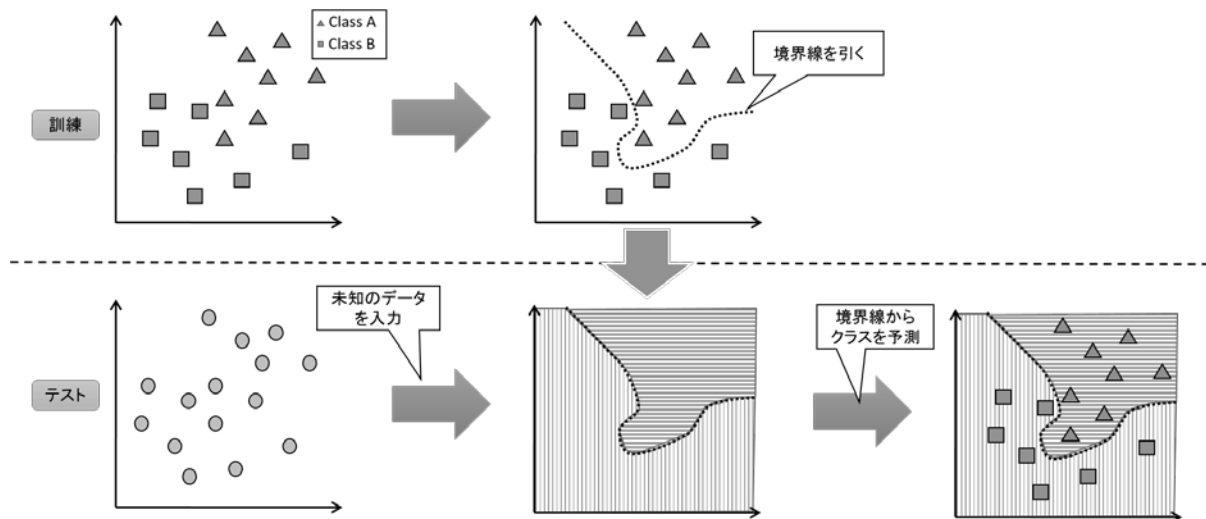 Class A
Class B
訓練
境界線を引く
テスト
未知のデータ
を入力
境界線から
クラスを予測